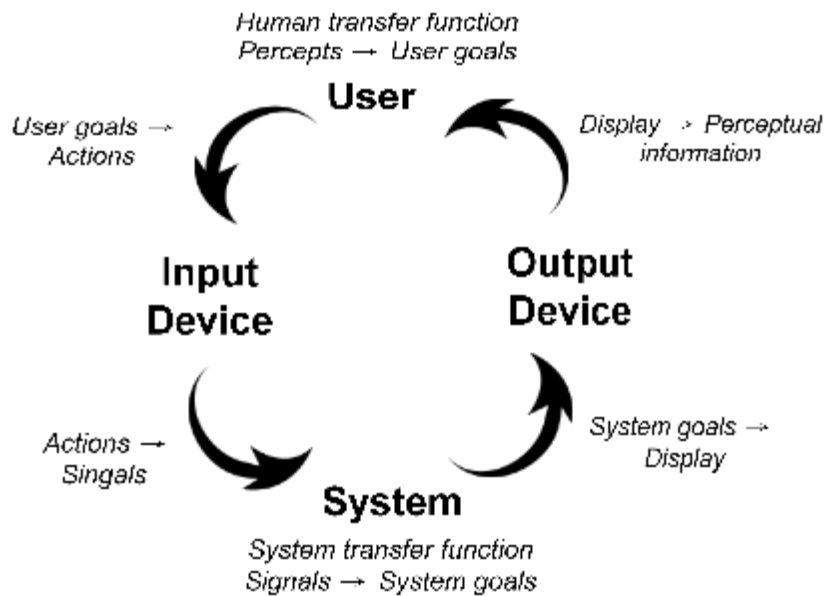 Human transfer function
Percepts → User goals
User
User goals →
Actions
Display → Perceptual
information
Input
Device
Output
Device
Actions →
Singals
System goals →
Display
System
System transfer function
Signals → System goals